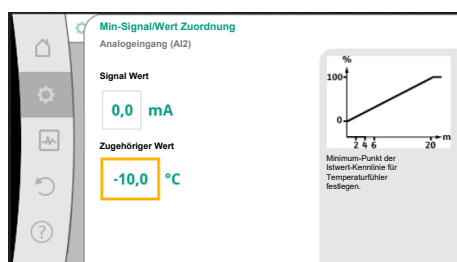 Min-Signal/Wert Zuordnung
Analogeingang (AI2)
Signal Wert
0,0 mA
Zugehöriger Wert
-10,0 °C
%
100
0
2 4 6 20 m
Minimum-Punkt der
Istwert-Kennlinie für
Temperaturfühler
festlegen.